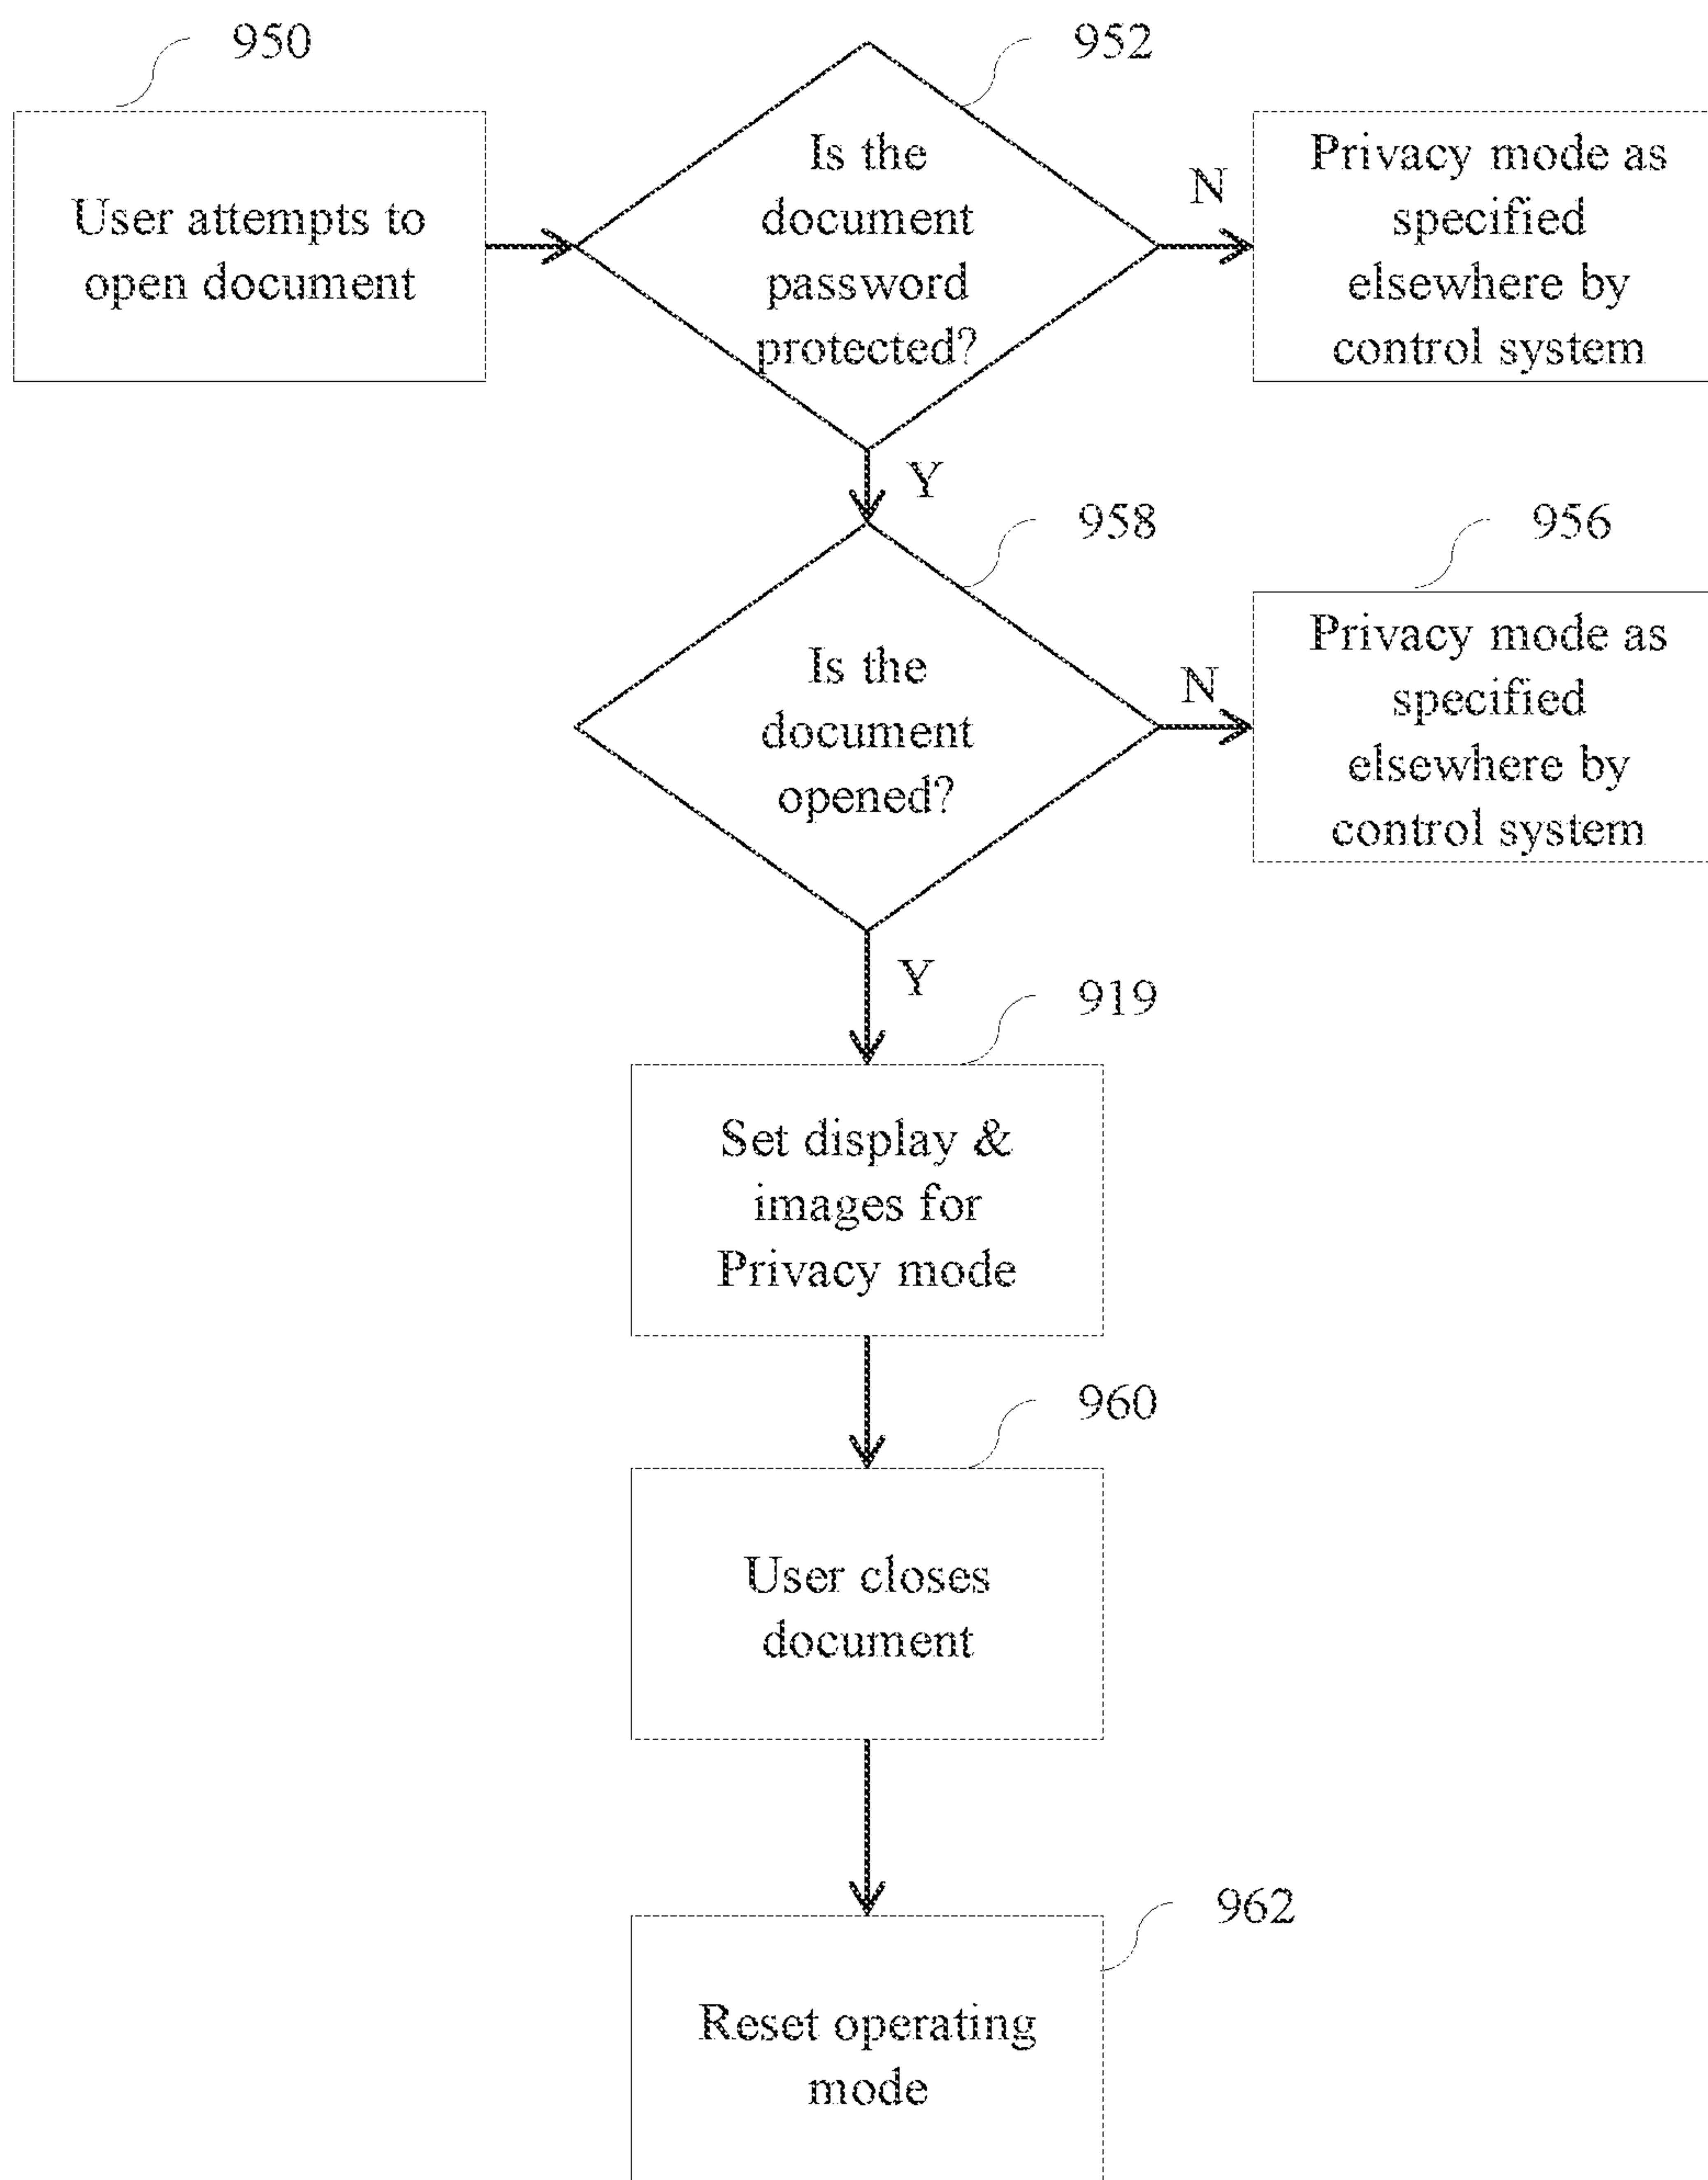 950
User attempts to
open document
952
Is the
document
password
protected?
N
Privacy mode as
specified
elsewhere by
control system
Y
958
Is the
document
opened?
N
956
Privacy mode as
specified
elsewhere by
control system
Y
919
Set display &
images for
Privacy mode
960
User closes
document
962
Reset operating
mode